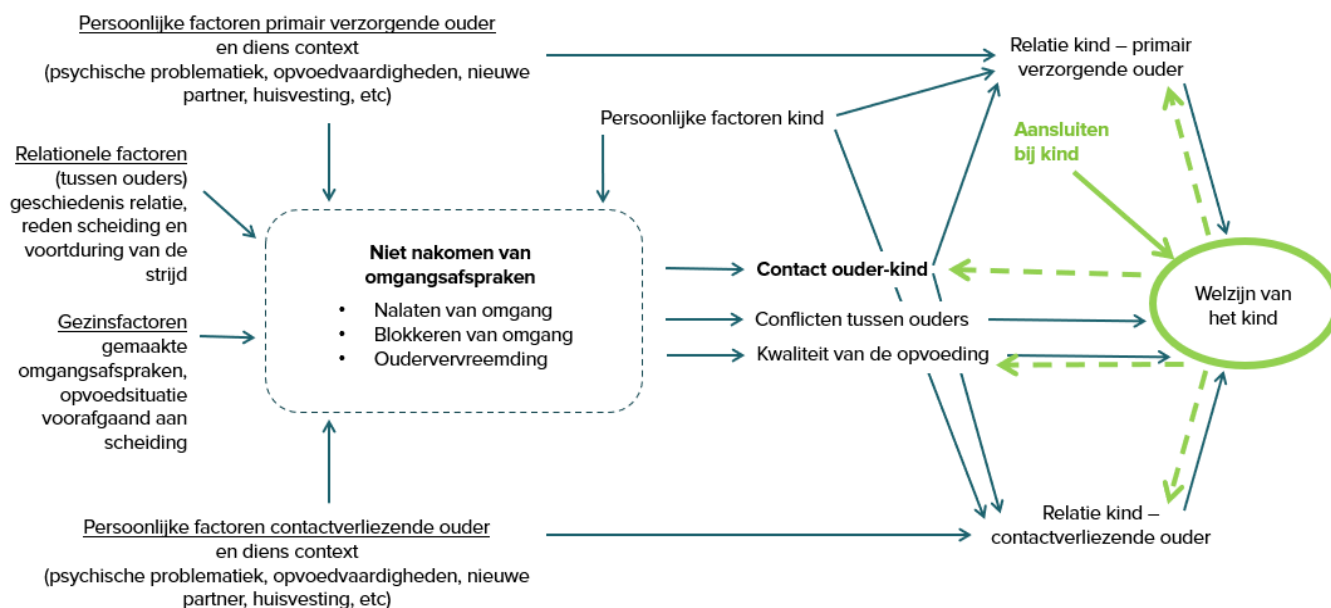 Persoonlijke factoren primair verzorgende ouder
en diens context
(psychische problematiek, opvoedvaardigheden, nieuwe
partner, huisvesting, etc)
Relatie kind – primair
verzorgende ouder
Persoonlijke factoren kind
Aansluiten
bij kind
Relationele factoren
(tussen ouders)
geschiedenis relatie,
reden scheiding en
voortduring van de
strijd
Niet nakomen van
omgangsafspraken
• Nalaten van omgang
• Blokkeren van omgang
• Oudervervreemding
Contact ouder-kind
Conflicten tussen ouders
Kwaliteit van de opvoeding
Welzijn van
het kind
Gezinsfactoren
gemaakte
omgangsafspraken,
opvoedsituatie
voorafgaand aan
scheiding
Persoonlijke factoren contactverliezende ouder
en diens context
(psychische problematiek, opvoedvaardigheden, nieuwe
partner, huisvesting, etc)
Relatie kind –
contactverliezende ouder